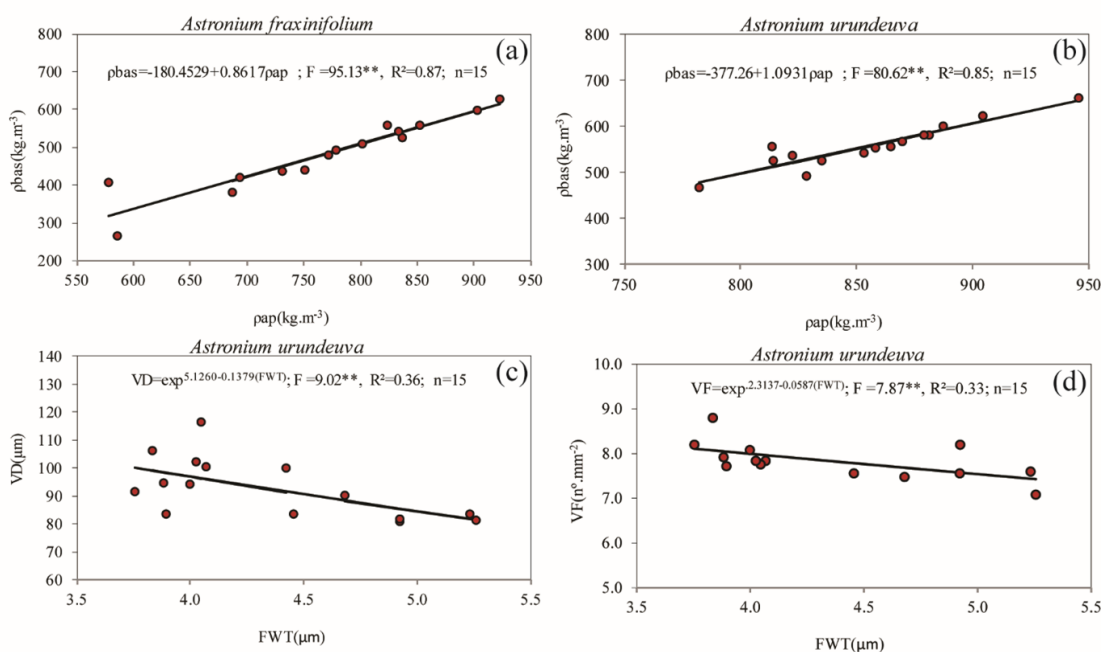 Astronium fraxinifolium
(a)
ρbas=-180.4529+0.8617ρap ; F =95.13**, R²=0.87; n=15
800
700
600
500
400
300
200
ρbas(kg.m-3)
550 600 650 700 750 800 850 900 950
ρap(kg.m-3)
Astronium urundeuva
(b)
ρbas=-377.26+1.0931ρap ; F =80.62**, R²=0.85; n=15
800
700
600
500
400
300
ρbas(kg.m-3)
750 800 850 900 950
ρap(kg.m-3)
Astronium urundeuva
(c)
VD=exp5.1260-0.1379(FWT); F =9.02**, R²=0.36; n=15
140
130
120
110
100
90
80
70
60
VD(μm)
3.5 4.0 4.5 5.0 5.5
FWT(μm)
Astronium urundeuva
(d)
VF=exp.2.3137-0.0587(FWT); F =7.87**, R²=0.33; n=15
10.0
9.0
8.0
7.0
6.0
5.0
VF(nº.mm-2)
3.5 4.0 4.5 5.0 5.5
FWT(μm)